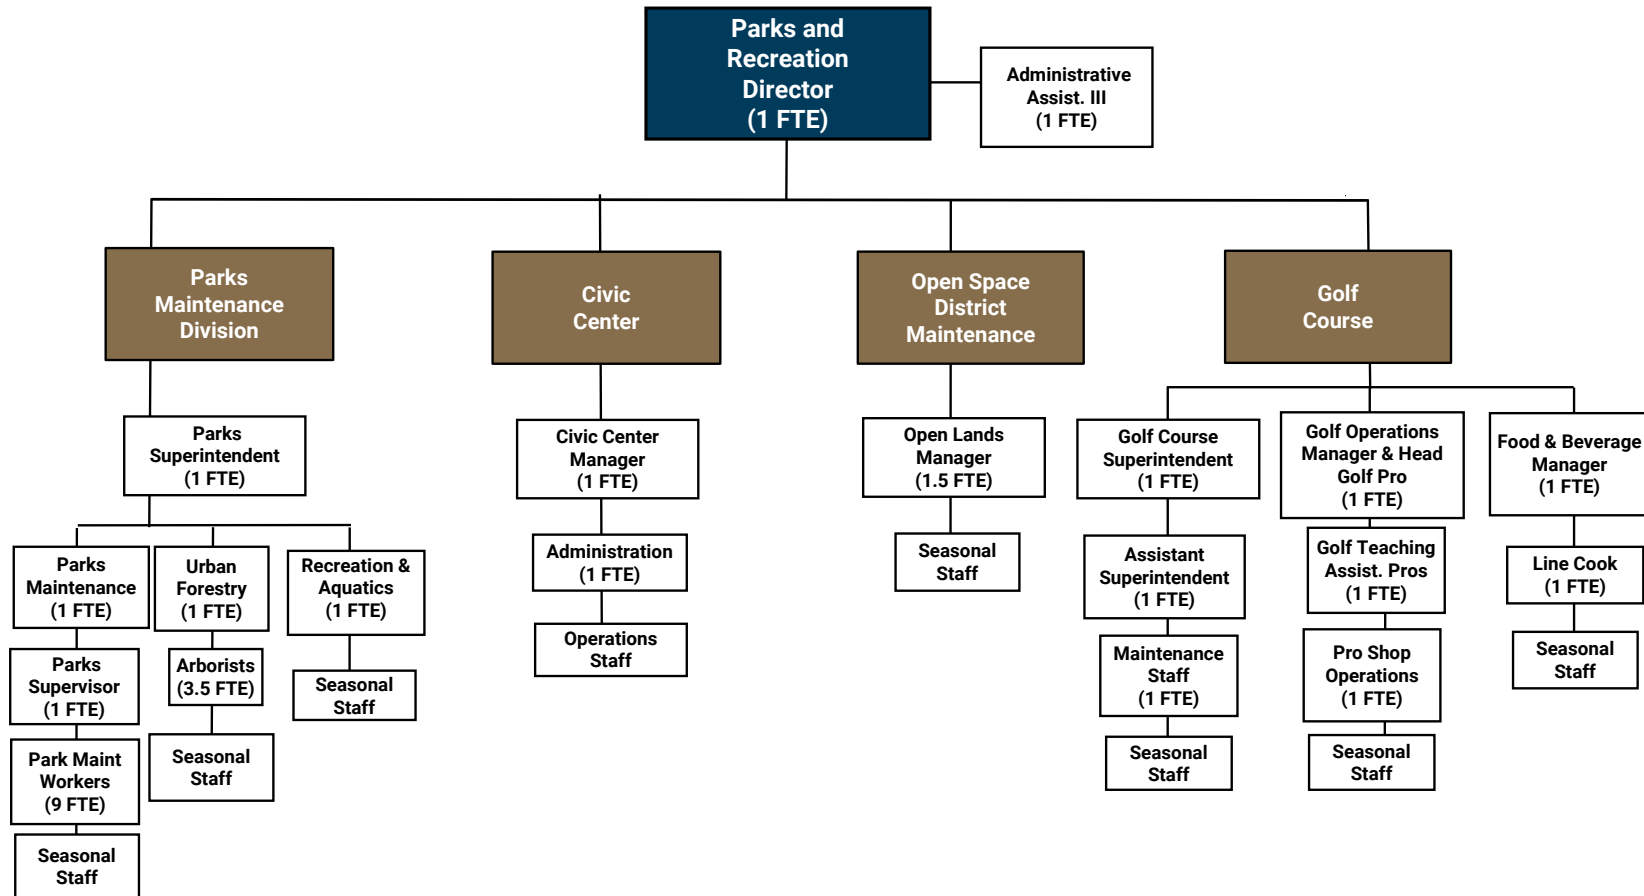 Parks and
Recreation
Director
(1 FTE)
Administrative
Assist. III
(1 FTE)
Parks
Maintenance
Division
Civic
Center
Open Space
District
Maintenance
Golf
Course
Parks
Superintendent
(1 FTE)
Civic Center
Manager
(1 FTE)
Open Lands
Manager
(1.5 FTE)
Golf Course
Superintendent
(1 FTE)
Golf Operations
Manager & Head
Golf Pro
(1 FTE)
Food & Beverage
Manager
(1 FTE)
Parks
Maintenance
(1 FTE)
Urban
Forestry
(1 FTE)
Recreation &
Aquatics
(1 FTE)
Administration
(1 FTE)
Seasonal
Staff
Assistant
Superintendent
(1 FTE)
Golf Teaching
Assist. Pros
(1 FTE)
Line Cook
(1 FTE)
Parks
Supervisor
(1 FTE)
Arborists
(3.5 FTE)
Seasonal
Staff
Operations
Staff
Maintenance
Staff
(1 FTE)
Pro Shop
Operations
(1 FTE)
Seasonal
Staff
Park Maint
Workers
(9 FTE)
Seasonal
Staff
Seasonal
Staff
Seasonal
Staff
Seasonal
Staff